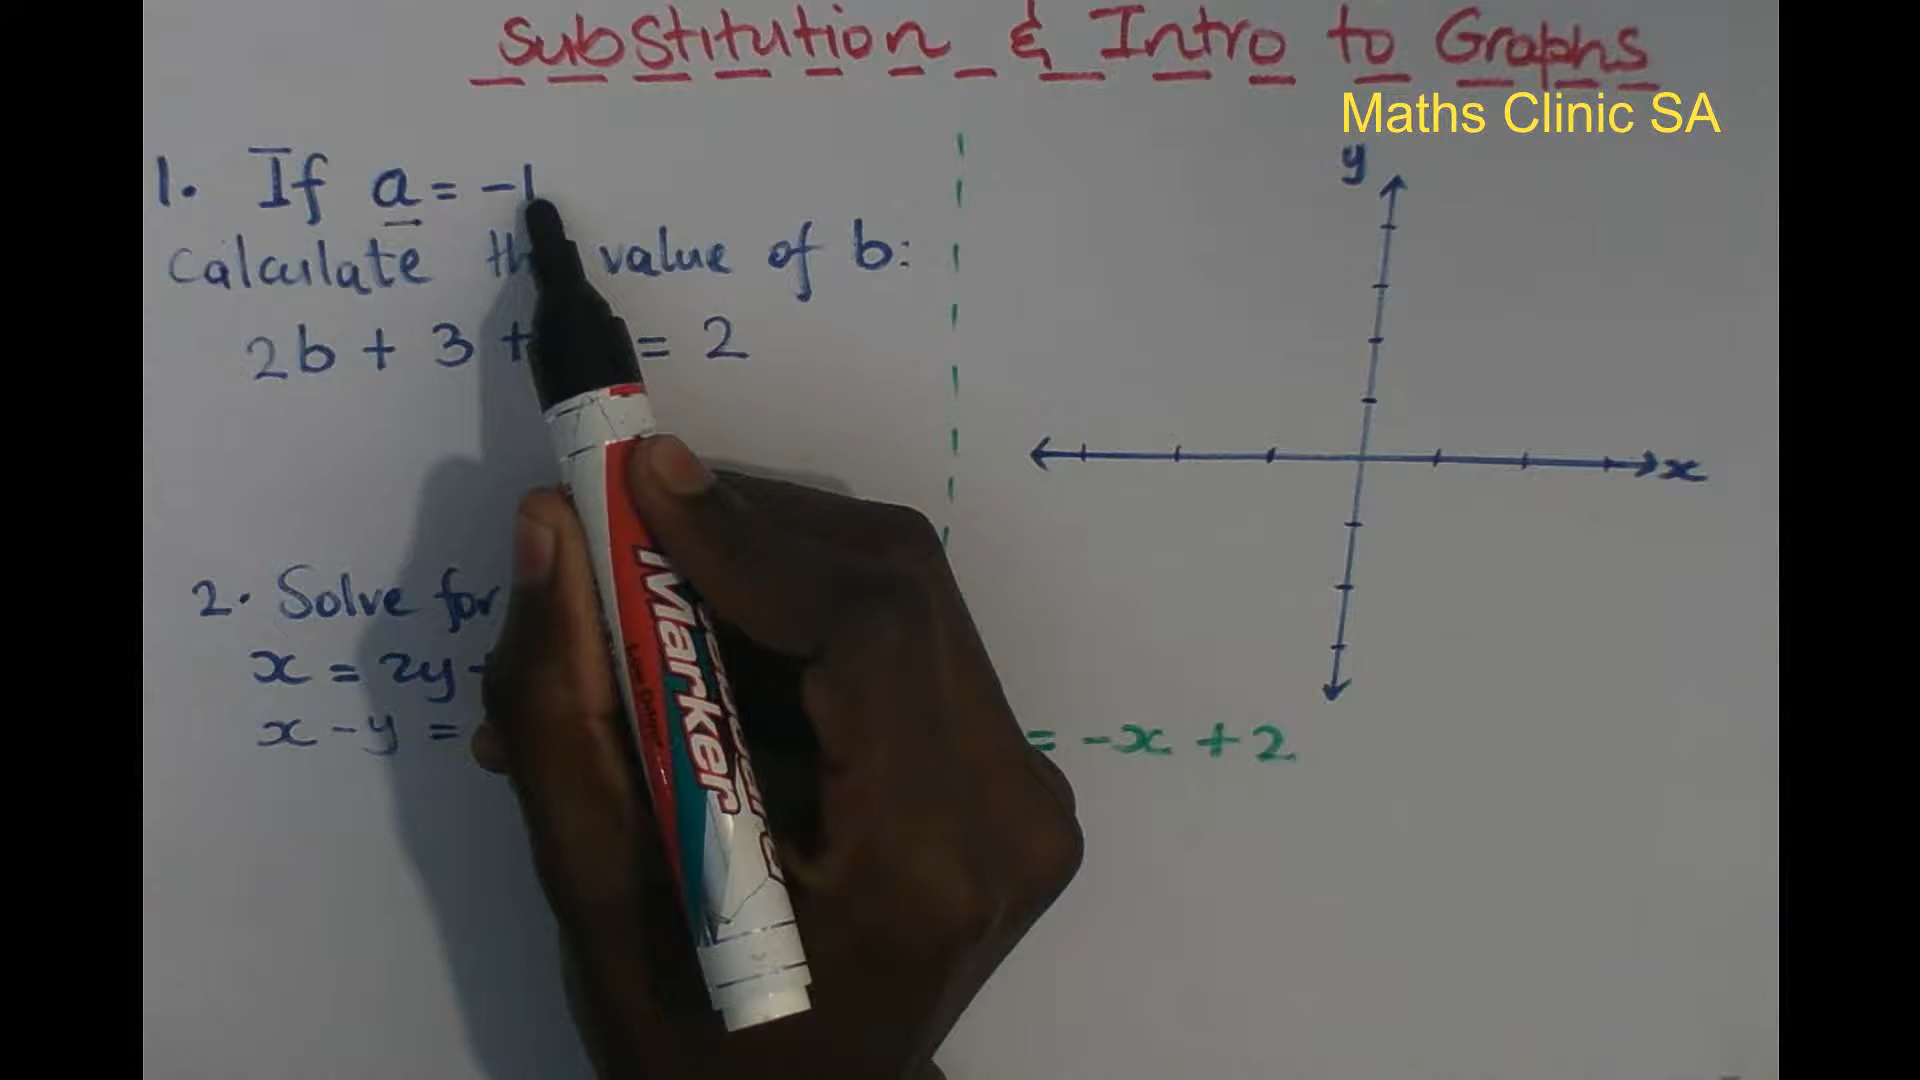 Substitution & Intro to Graphs
Maths Clinic SA
1. If a = -1
Calculate the value of b:
2b + 3 + = 2
2. Solve for
x = 2y
x - y =
y
x
= -x + 2
Marker